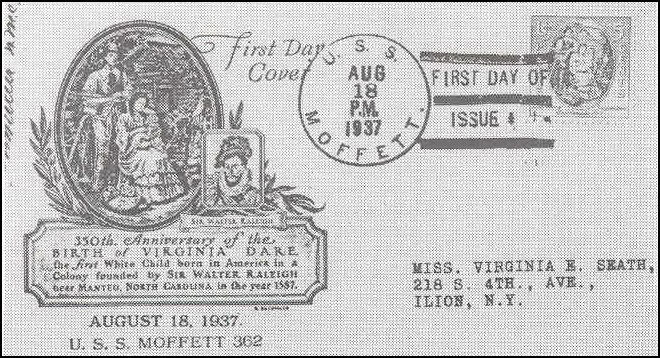 First Day
Cover
U. S. S.
AUG
18
P.M.
1937
MOFFETT.
FIRST DAY OF
ISSUE
SIR WALTER RALEIGH
350th. Anniversary of the
BIRTH of VIRGINIA DARE
the first White Child born in America in a
Colony founded by SIR WALTER RALEIGH
near MANTEO, NORTH CAROLINA in the year 1587.
AUGUST 18, 1937.
U. S. S. MOFFETT 362
MISS. VIRGINIA E. SEATH,
218 S. 4TH., AVE.,
ILION, N.Y.